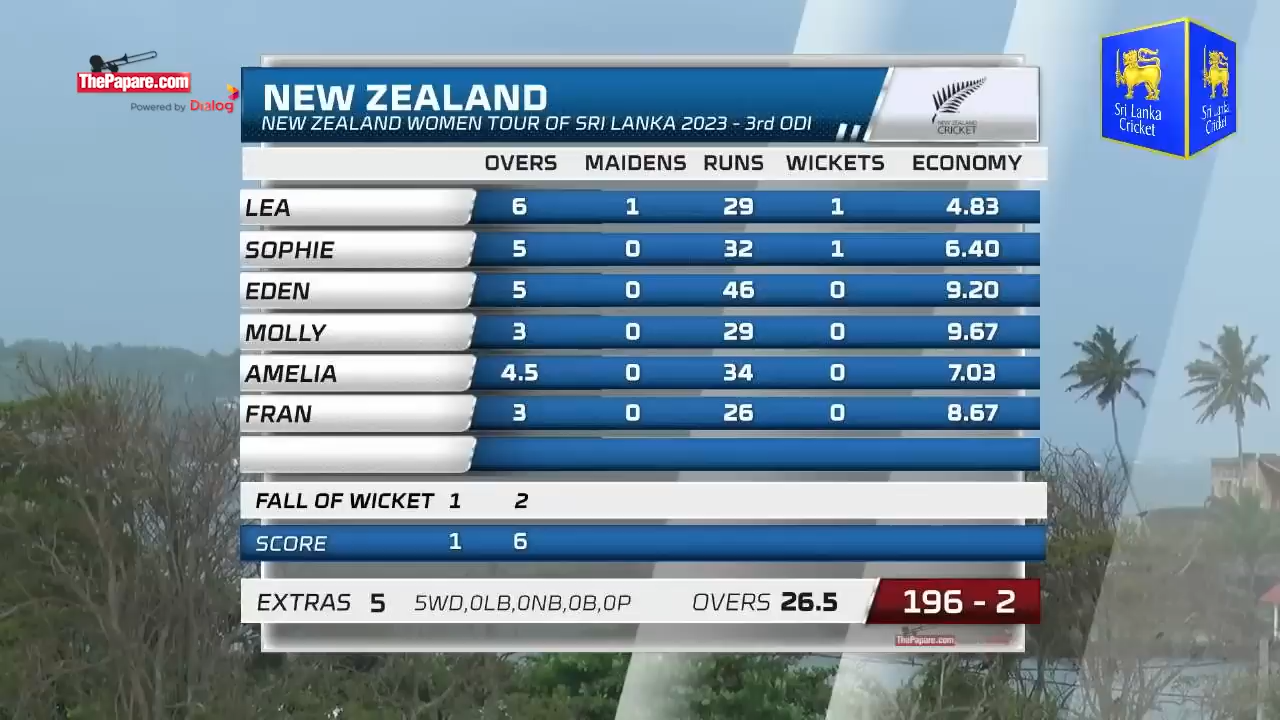 ThePapare.com
Powered by Dialog
NEW ZEALAND
NEW ZEALAND WOMEN TOUR OF SRI LANKA 2023 - 3rd ODI
NEW ZEALAND
CRICKET
Sri Lanka
Cricket
Sri Lanka
Cricket
OVERS MAIDENS RUNS WICKETS ECONOMY
LEA 6 1 29 1 4.83
SOPHIE 5 0 32 1 6.40
EDEN 5 0 46 0 9.20
MOLLY 3 0 29 0 9.67
AMELIA 4.5 0 34 0 7.03
FRAN 3 0 26 0 8.67
FALL OF WICKET 1 2
SCORE 1 6
EXTRAS 5 5WD,0LB,0NB,0B,0P OVERS 26.5 196 - 2
ThePapare.com